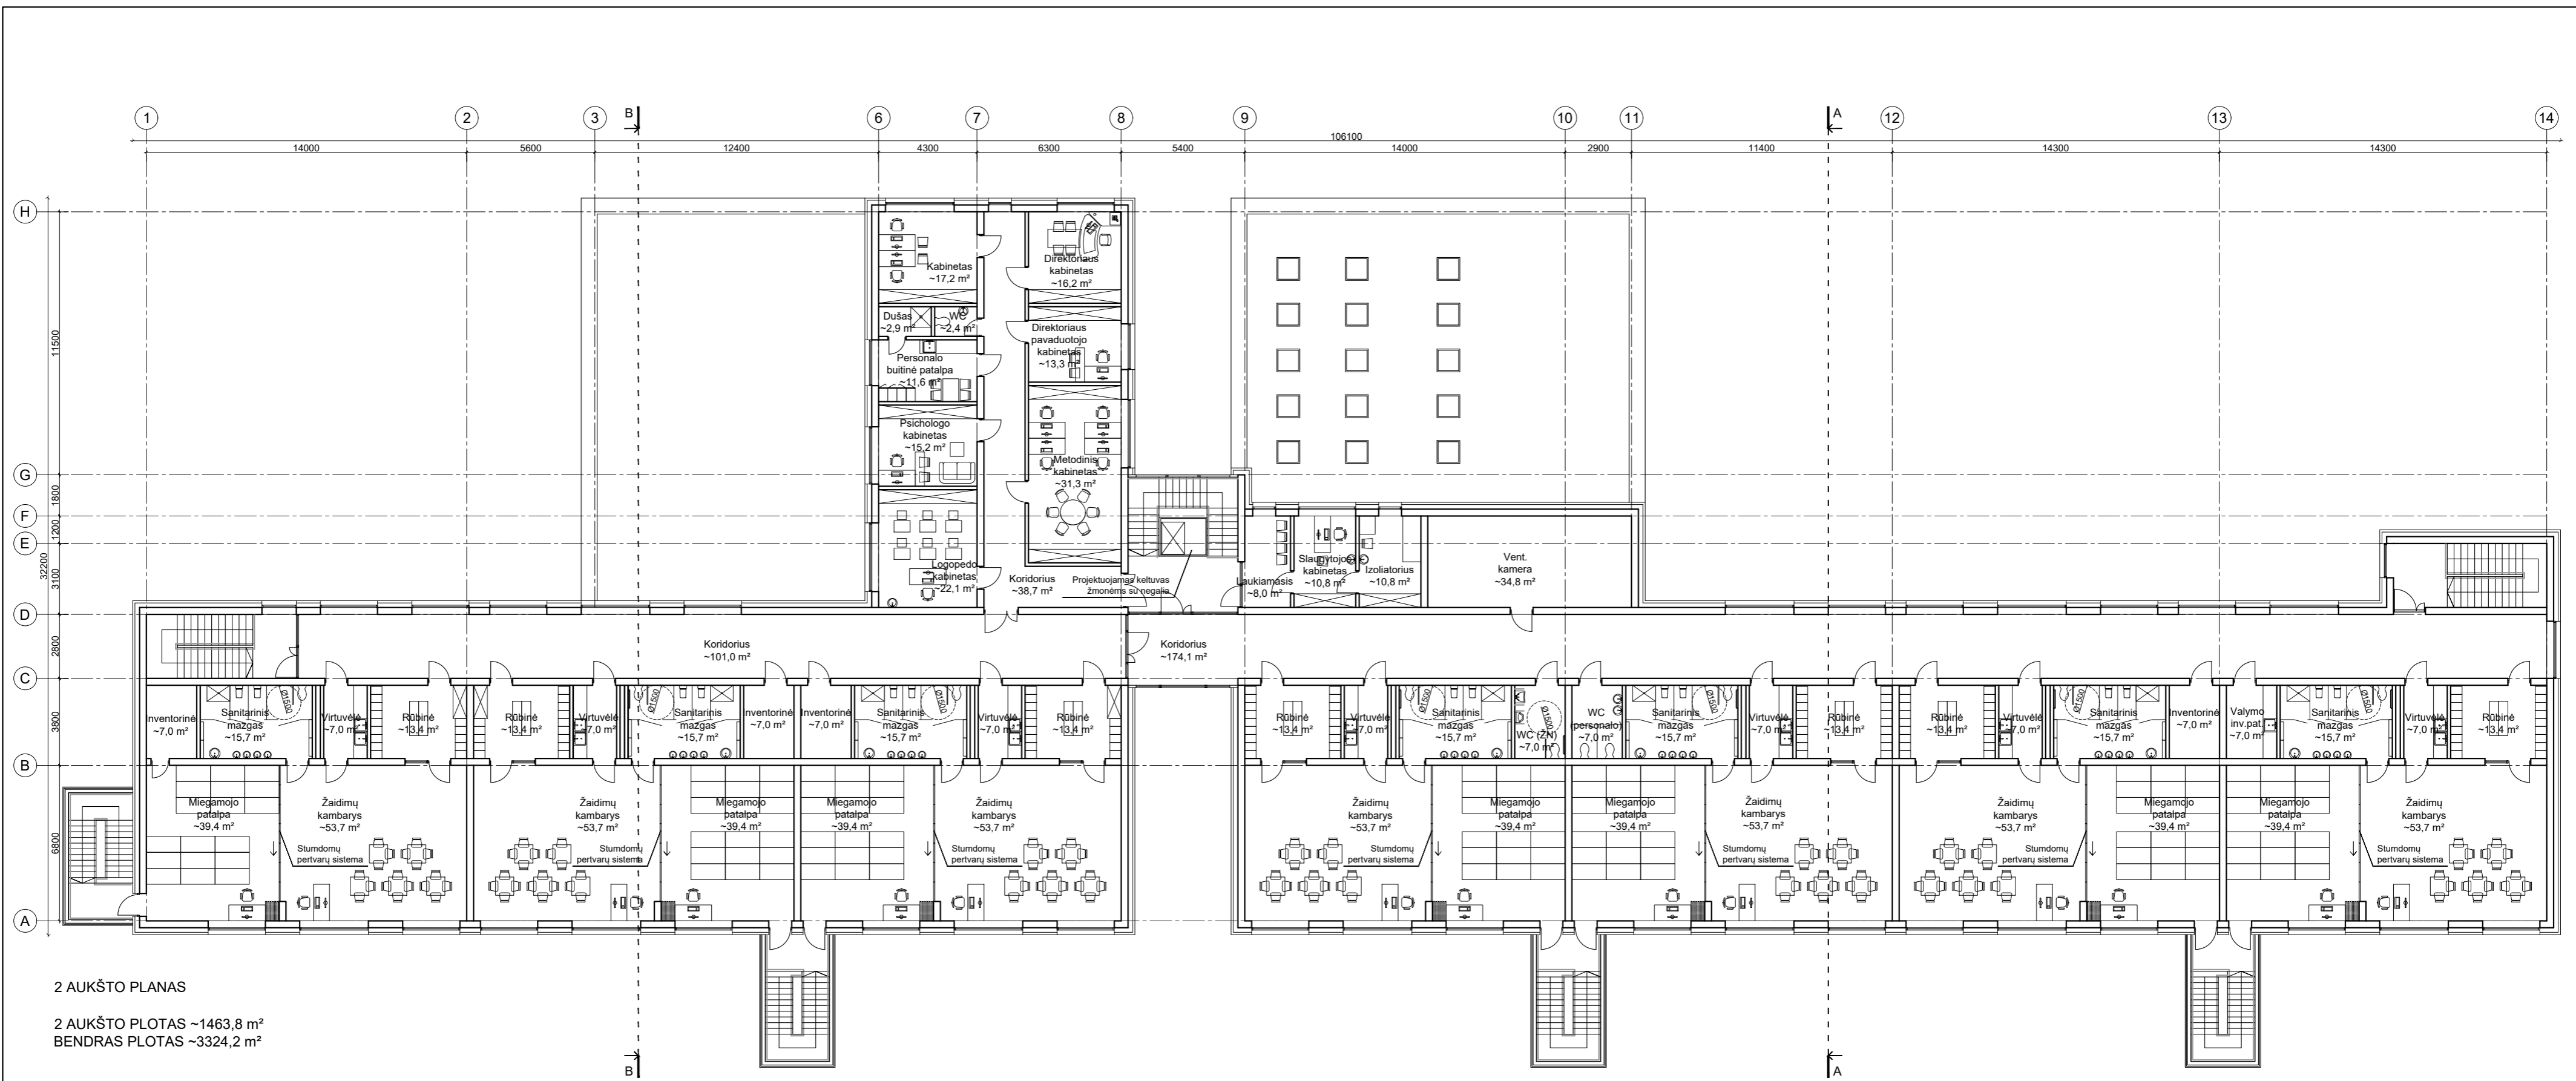 1 2 3 6 7 8 9 10 11 12 13 14
B A
106100
14000 5600 12400 4300 6300 5400 14000 2900 11400 14300 14300
H
G
F
E
D
C
B
A
11500
1800
1200
3100
2800
3800
6800
32200
Kabinetas
~17,2 m²
Direktoriaus
kabinetas
~16,2 m²
Dušas
~2,9 m²
WC
~2,4 m²
Direktoriaus
pavaduotojo
kabinetas
~13,3 m²
Personalo
buitinė patalpa
~11,6 m²
Psichologo
kabinetas
~15,2 m²
Metodinis
kabinetas
~31,3 m²
Logopedo
kabinetas
~22,1 m²
Koridorius
~38,7 m²
Projektuojamas keltuvas
žmonėms su negalia
Laukiamasis
~8,0 m²
Slaugytojos
kabinetas
~10,8 m²
Izoliatorius
~10,8 m²
Vent.
kamera
~34,8 m²
Koridorius
~101,0 m²
Koridorius
~174,1 m²
Inventorinė
~7,0 m²
Sanitarinis
mazgas
~15,7 m²
Ø1500
Virtuvėlė
~7,0 m²
Rūbinė
~13,4 m²
Rūbinė
~13,4 m²
Virtuvėlė
~7,0 m²
Ø1500
Sanitarinis
mazgas
~15,7 m²
Inventorinė
~7,0 m²
Inventorinė
~7,0 m²
Sanitarinis
mazgas
~15,7 m²
Ø1500
Virtuvėlė
~7,0 m²
Rūbinė
~13,4 m²
Rūbinė
~13,4 m²
Virtuvėlė
~7,0 m²
Ø1500
Sanitarinis
mazgas
~15,7 m²
Ø1500
WC (ŽN)
~7,0 m²
WC
(personalo)
~7,0 m²
Sanitarinis
mazgas
~15,7 m²
Ø1500
Virtuvėlė
~7,0 m²
Rūbinė
~13,4 m²
Rūbinė
~13,4 m²
Virtuvėlė
~7,0 m²
Ø1500
Sanitarinis
mazgas
~15,7 m²
Inventorinė
~7,0 m²
Valymo
inv.pat.
~7,0 m²
Sanitarinis
mazgas
~15,7 m²
Ø1500
Virtuvėlė
~7,0 m²
Rūbinė
~13,4 m²
Miegamojo
patalpa
~39,4 m²
Žaidimų
kambarys
~53,7 m²
Stumdomų
pertvarų sistema
Žaidimų
kambarys
~53,7 m²
Stumdomų
pertvarų sistema
Miegamojo
patalpa
~39,4 m²
Miegamojo
patalpa
~39,4 m²
Žaidimų
kambarys
~53,7 m²
Stumdomų
pertvarų sistema
Žaidimų
kambarys
~53,7 m²
Stumdomų
pertvarų sistema
Miegamojo
patalpa
~39,4 m²
Miegamojo
patalpa
~39,4 m²
Žaidimų
kambarys
~53,7 m²
Stumdomų
pertvarų sistema
Žaidimų
kambarys
~53,7 m²
Stumdomų
pertvarų sistema
Miegamojo
patalpa
~39,4 m²
Miegamojo
patalpa
~39,4 m²
Žaidimų
kambarys
~53,7 m²
Stumdomų
pertvarų sistema
2 AUKŠTO PLANAS
2 AUKŠTO PLOTAS ~1463,8 m²
BENDRAS PLOTAS ~3324,2 m²
B A